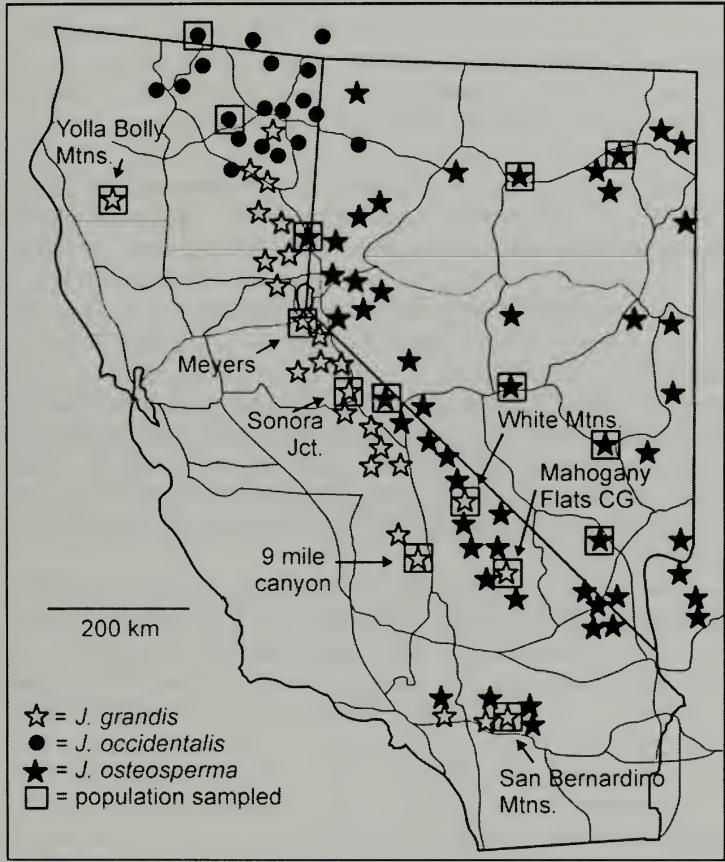 Yolla Bolly
Mtns.
Meyers
Sonora
Jct.
White Mtns.
Mahogany
Flats CG
9 mile
canyon
200 km
= J. grandis
= J. occidentalis
= J. osteosperma
= population sampled
San Bernardino
Mtns.